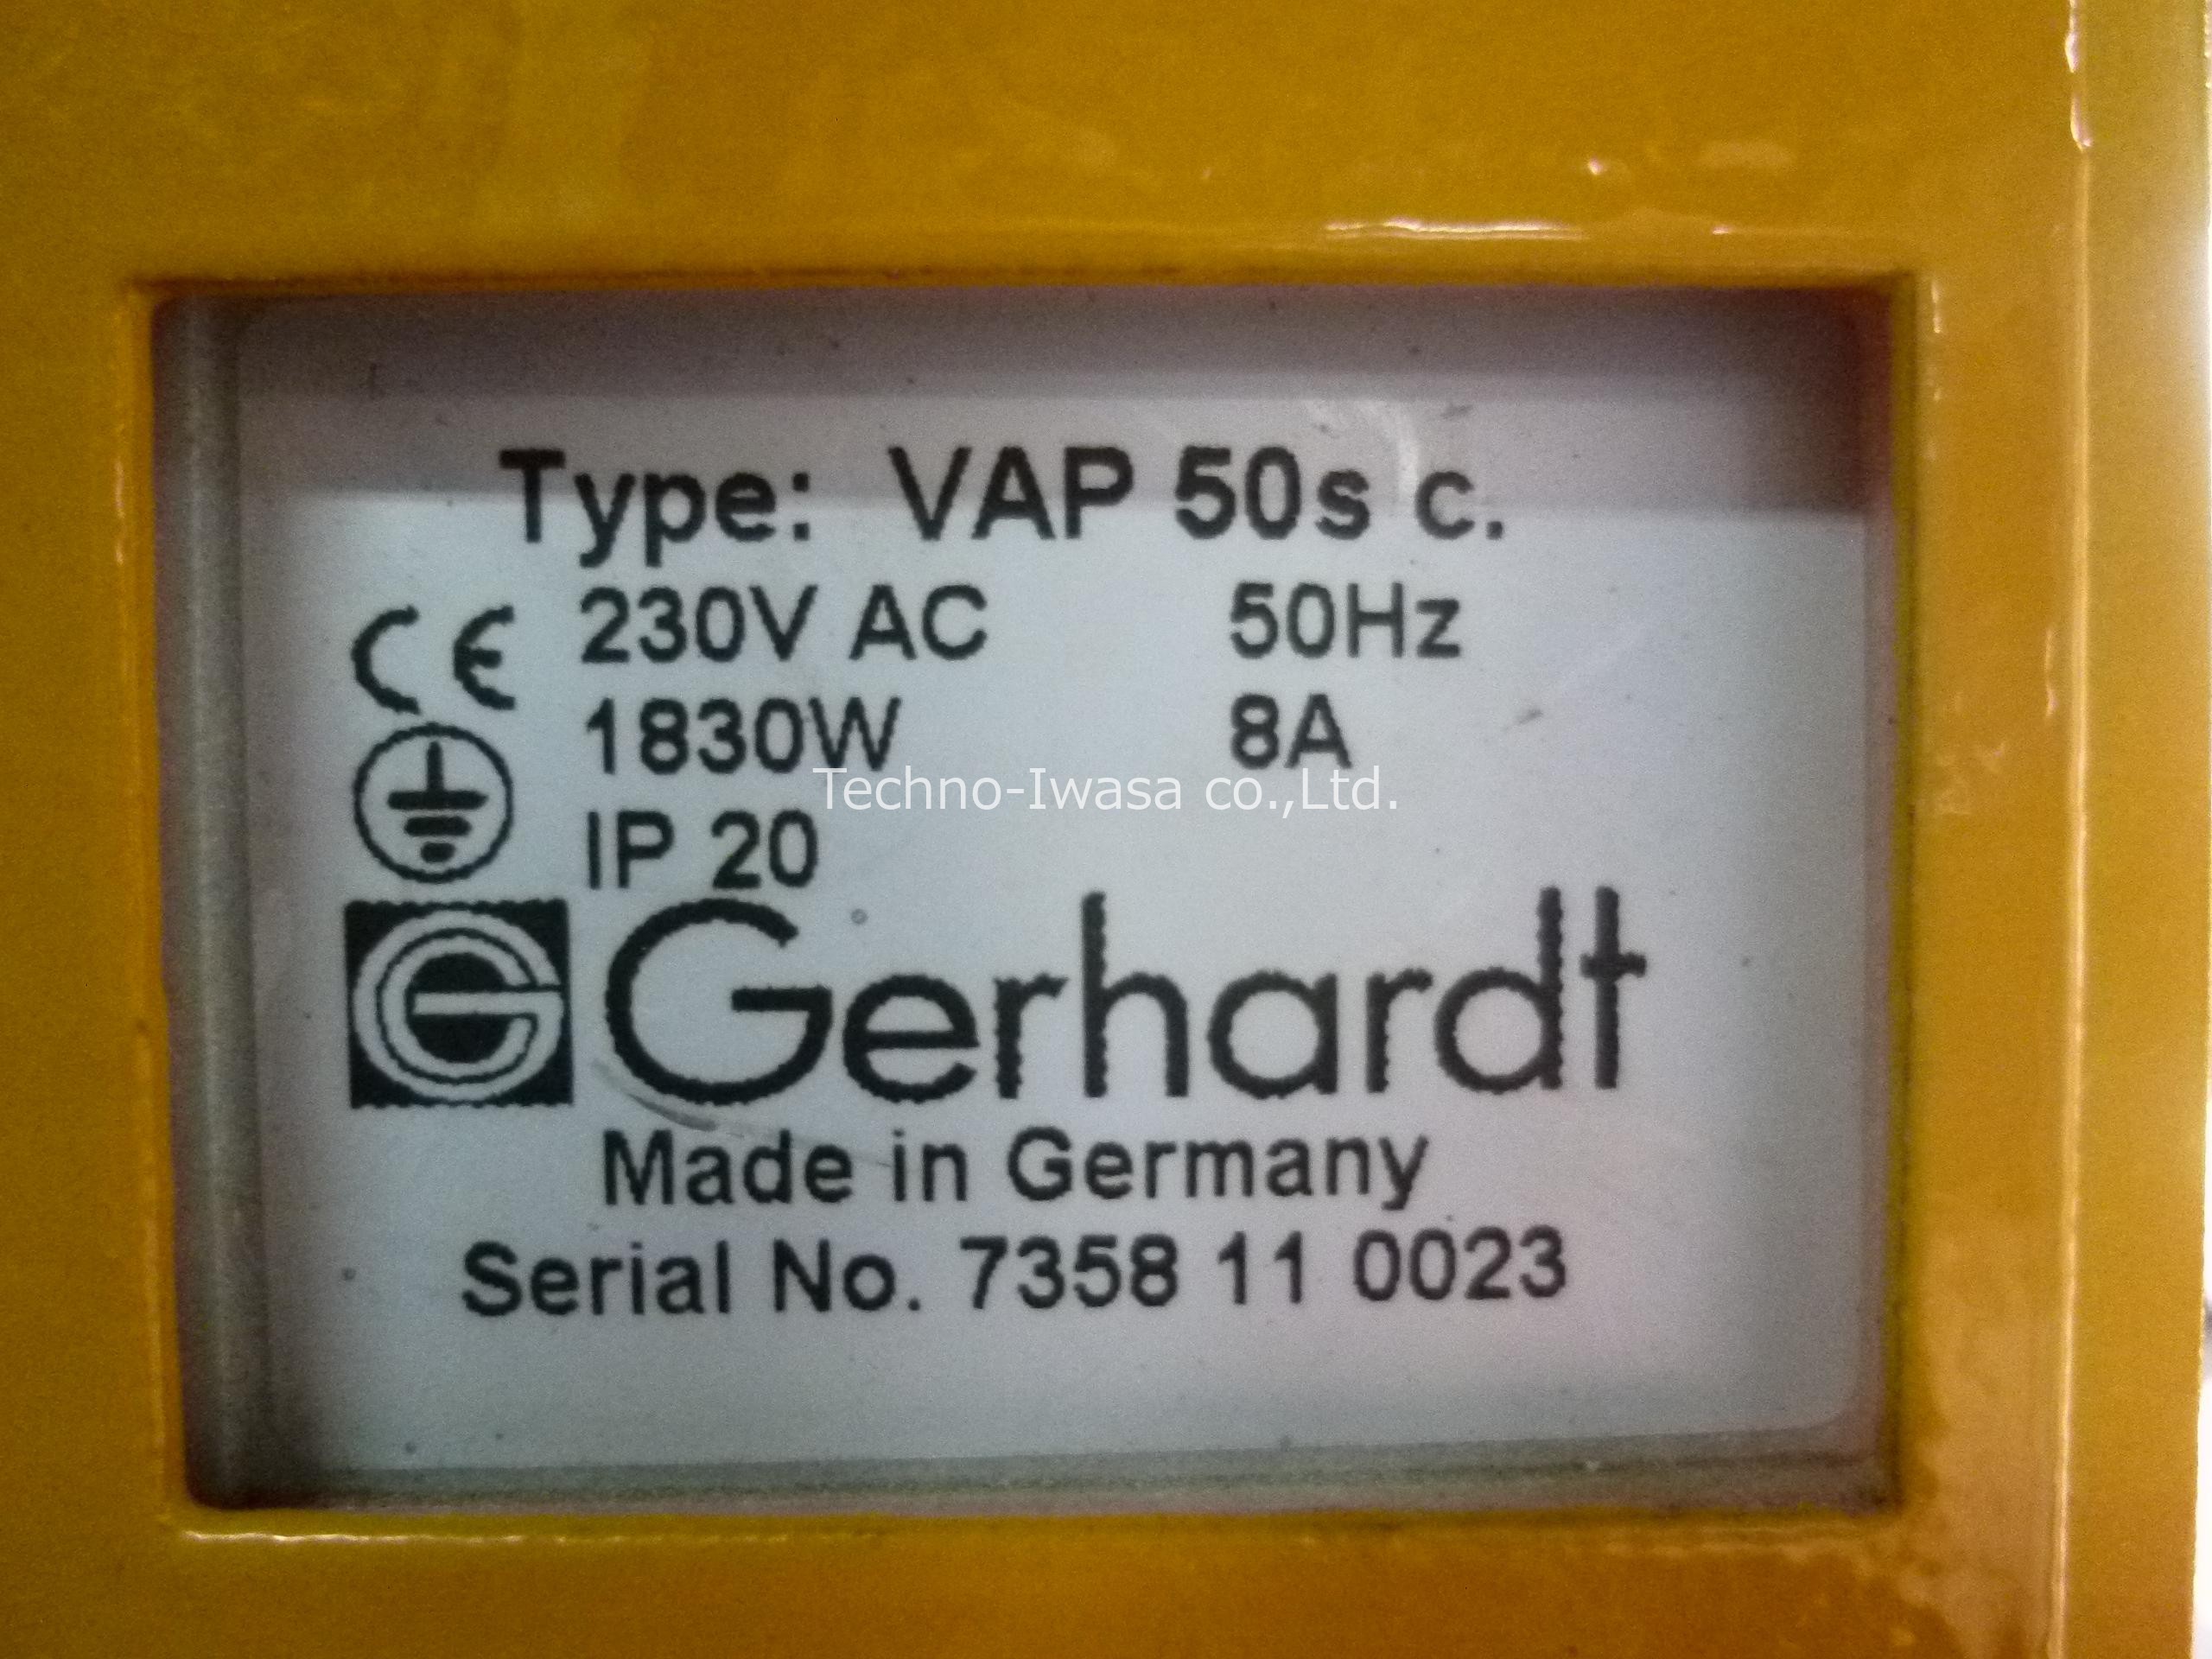 Type: VAP 50s c.
CE 230V AC 50Hz
1830W 8A
Techno-Iwasa co.,Ltd.
IP 20
G Gerhardt
Made in Germany
Serial No. 7358 11 0023